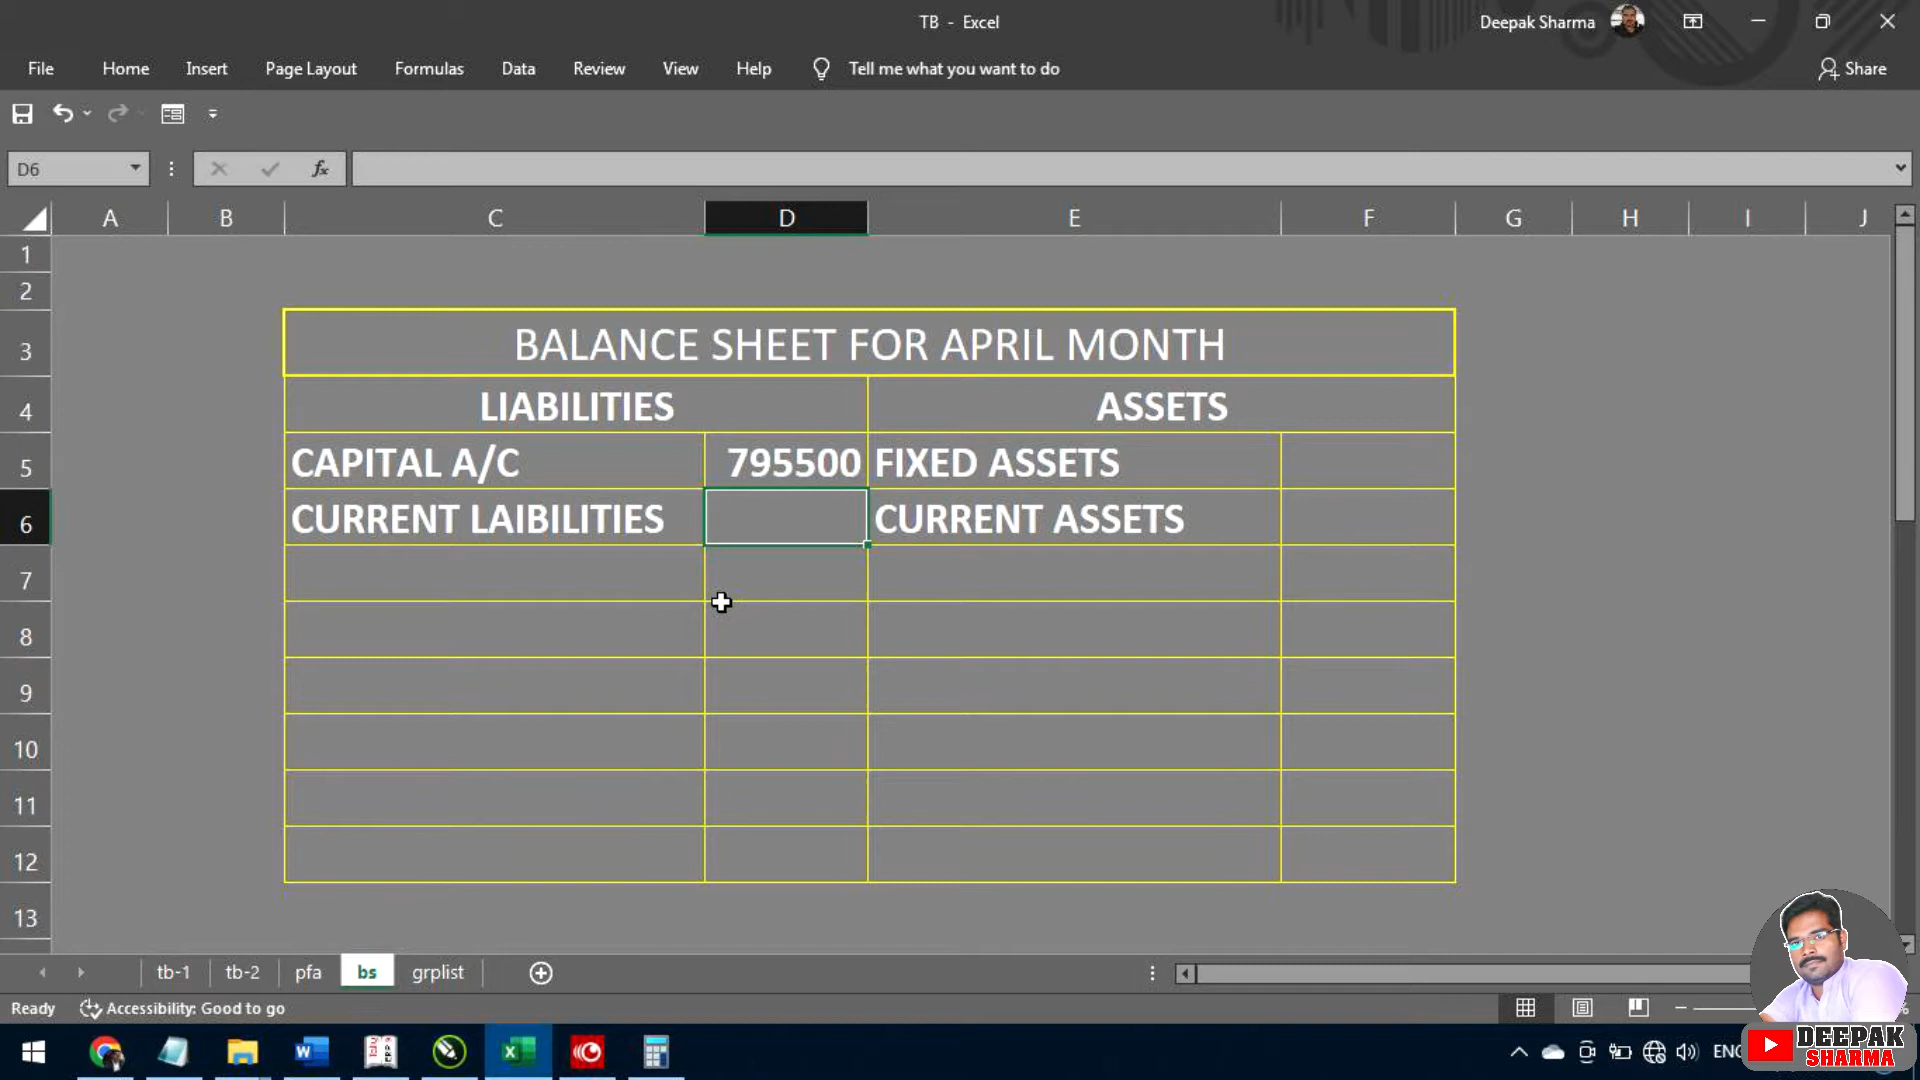 TB - Excel
Deepak Sharma
File Home Insert Page Layout Formulas Data Review View Help Tell me what you want to do Share
D6 fx
A B C D E F G H I J
1
2
3 BALANCE SHEET FOR APRIL MONTH
4 LIABILITIES ASSETS
5 CAPITAL A/C 795500 FIXED ASSETS
6 CURRENT LAIBILITIES CURRENT ASSETS
7
8
9
10
11
12
13
tb-1 tb-2 pfa bs grplist
Ready Accessibility: Good to go
ENG
DEEPAK
SHARMA